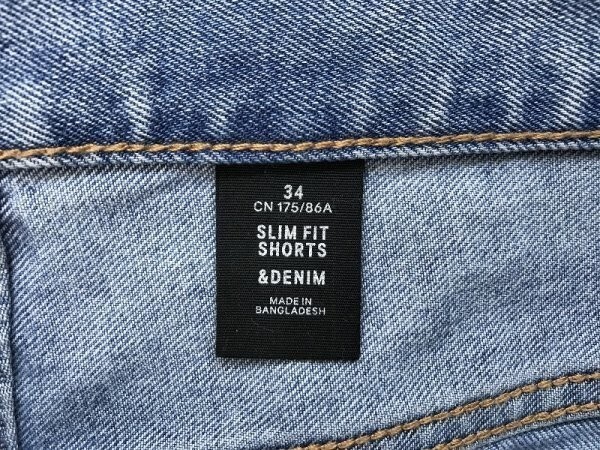 34
CN 175/86A
SLIM FIT
SHORTS
&DENIM
MADE IN
BANGLADESH